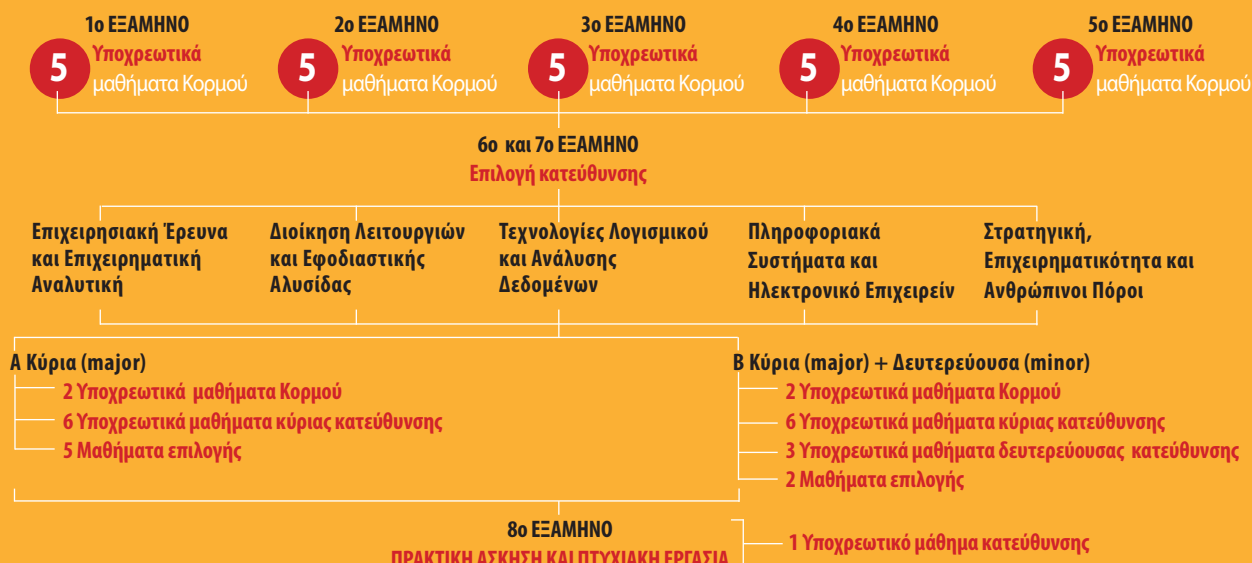 1ο ΕΞΑΜΗΝΟ
5 Υποχρεωτικά
μαθήματα Κορμού
2ο ΕΞΑΜΗΝΟ
5 Υποχρεωτικά
μαθήματα Κορμού
3ο ΕΞΑΜΗΝΟ
5 Υποχρεωτικά
μαθήματα Κορμού
4ο ΕΞΑΜΗΝΟ
5 Υποχρεωτικά
μαθήματα Κορμού
5ο ΕΞΑΜΗΝΟ
5 Υποχρεωτικά
μαθήματα Κορμού
6ο και 7ο ΕΞΑΜΗΝΟ
Επιλογή κατεύθυνσης
Επιχειρησιακή Έρευνα
και Επιχειρηματική
Αναλυτική
Διοίκηση Λειτουργιών
και Εφοδιαστικής
Αλυσίδας
Τεχνολογίες Λογισμικού
και Ανάλυσης
Δεδομένων
Πληροφοριακά
Συστήματα και
Ηλεκτρονικό Επιχειρείν
Στρατηγική,
Επιχειρηματικότητα και
Ανθρώπινοι Πόροι
Α Κύρια (major)
2 Υποχρεωτικά μαθήματα Κορμού
6 Υποχρεωτικά μαθήματα κύριας κατεύθυνσης
5 Μαθήματα επιλογής
Β Κύρια (major) + Δευτερεύουσα (minor)
2 Υποχρεωτικά μαθήματα Κορμού
6 Υποχρεωτικά μαθήματα κύριας κατεύθυνσης
3 Υποχρεωτικά μαθήματα δευτερεύουσας κατεύθυνσης
2 Μαθήματα επιλογής
8ο ΕΞΑΜΗΝΟ
ΠΡΑΚΤΙΚΗ ΑΣΚΗΣΗ ΚΑΙ ΠΤΥΧΙΑΚΗ ΕΡΓΑΣΙΑ
1 Υποχρεωτικό μάθημα κατεύθυνσης